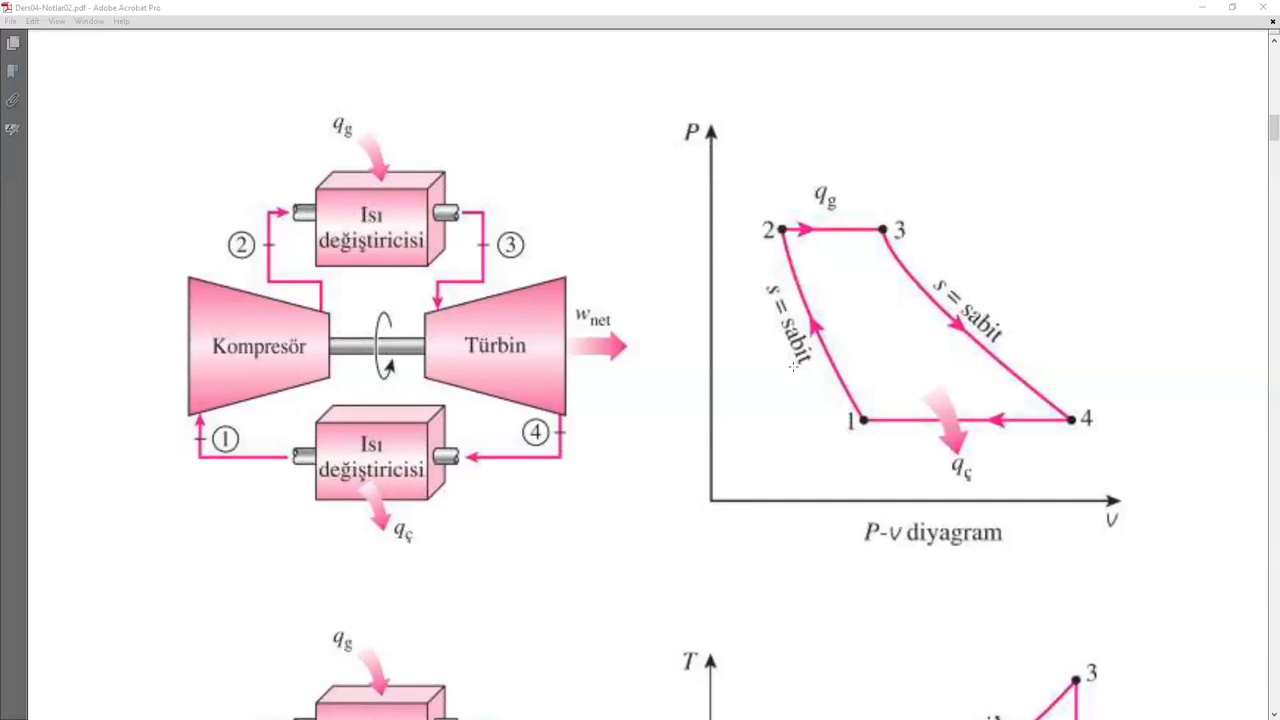 Ders04-Notlar02.pdf - Adobe Acrobat Pro
File Edit View Window Help
qg
Isı
değiştiricisi
2
3
Kompresör
Türbin
wnet
1
Isı
değiştiricisi
4
qç
P
qg
2
3
s = sabit
s = sabit
1
4
qç
v
P-v diyagram
qg
T
3